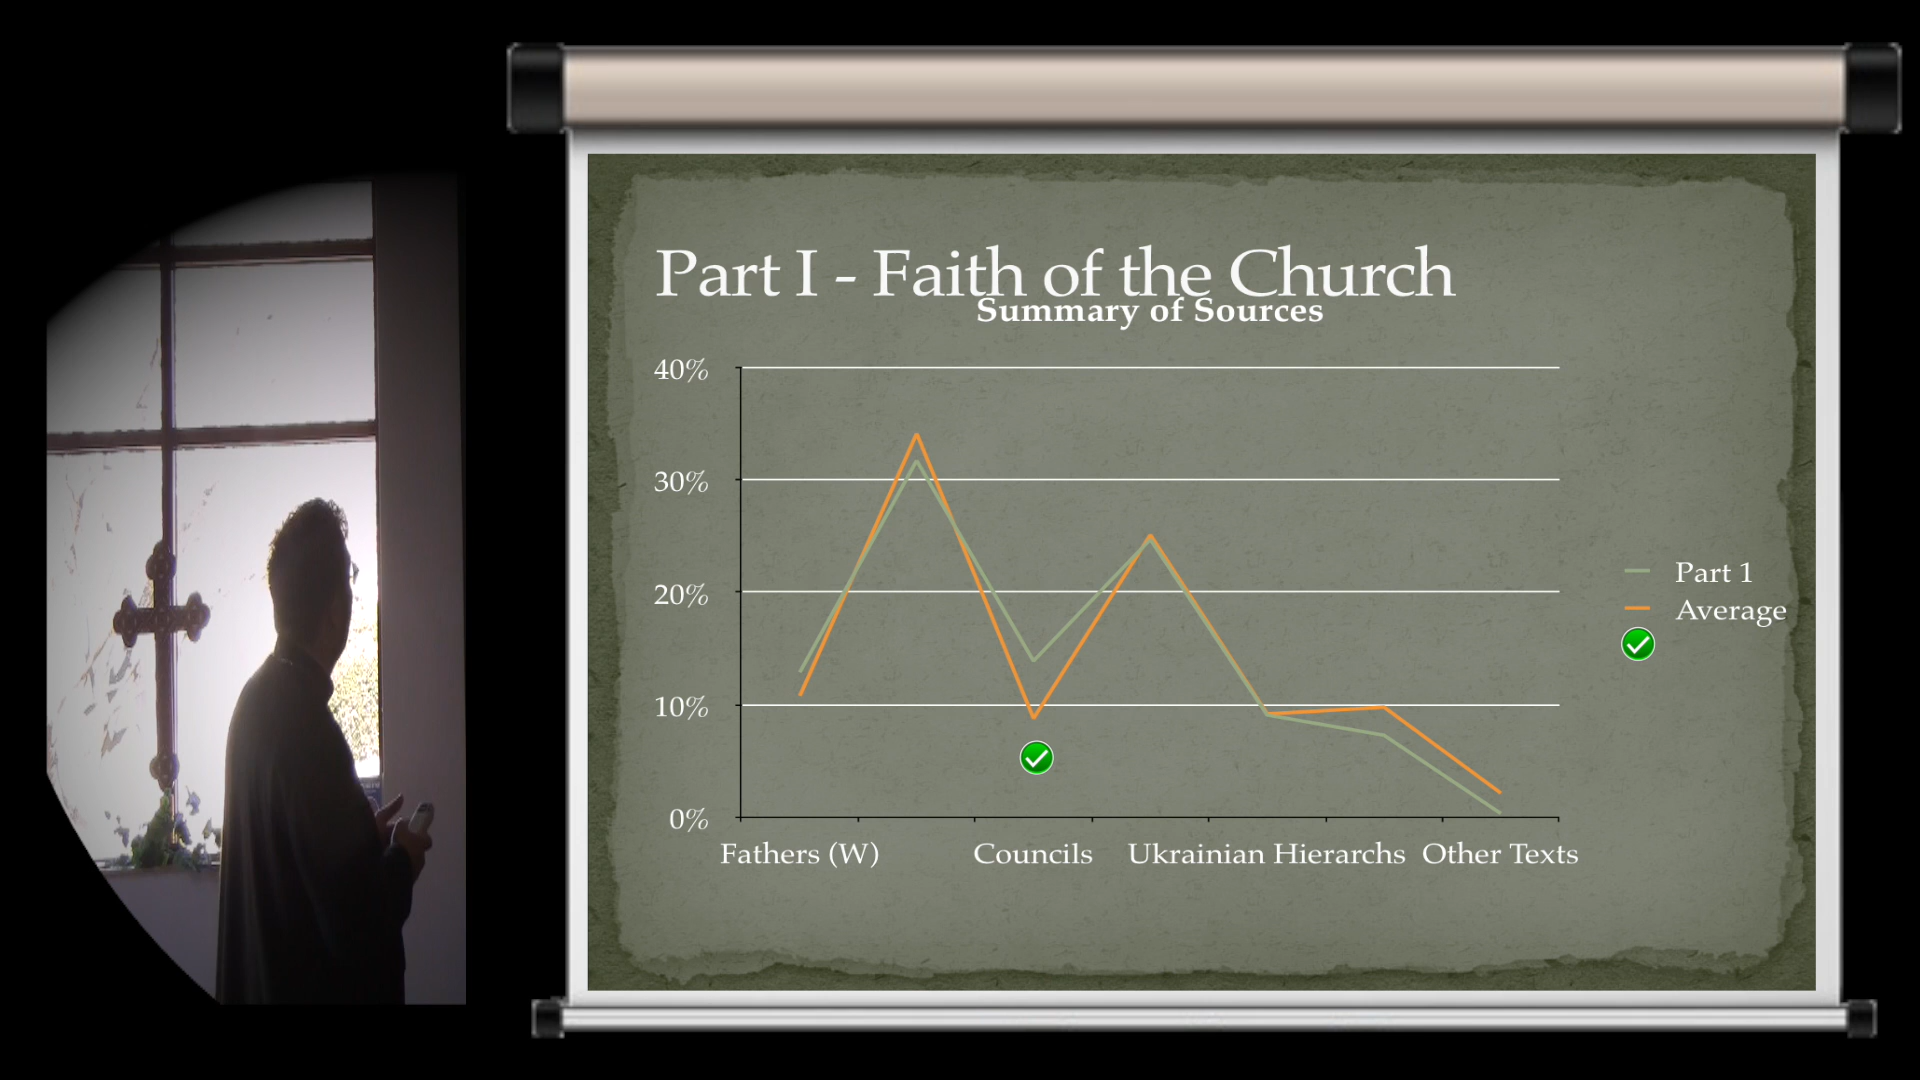 Part I - Faith of the Church
Summary of Sources
40%
30%
20%
10%
0%
Fathers (W) Councils Ukrainian Hierarchs Other Texts
Part 1
Average